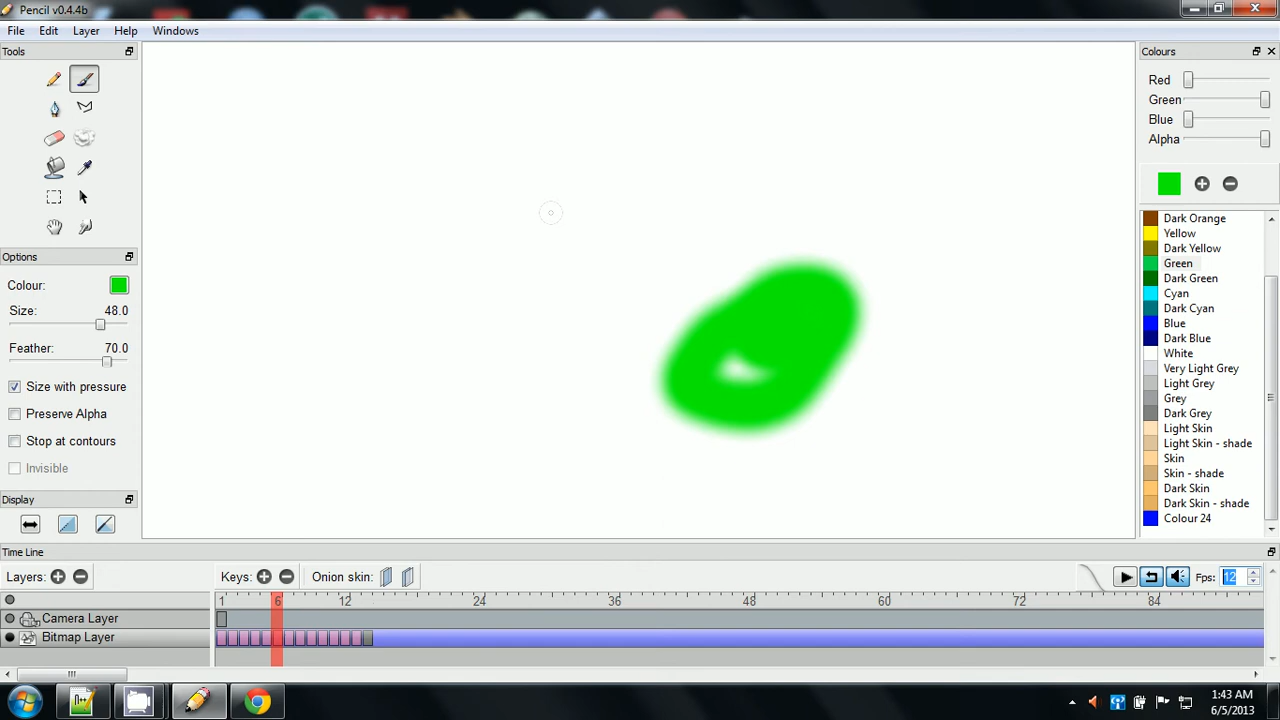 Pencil v0.4.4b
File Edit Layer Help Windows
Tools
Colours
Red
Green
Blue
Alpha
Dark Orange
Yellow
Dark Yellow
Green
Dark Green
Cyan
Dark Cyan
Blue
Dark Blue
White
Very Light Grey
Light Grey
Grey
Dark Grey
Light Skin
Light Skin - shade
Skin
Skin - shade
Dark Skin
Dark Skin - shade
Colour 24
Options
Colour:
Size: 48.0
Feather: 70.0
Size with pressure
Preserve Alpha
Stop at contours
Invisible
Display
Time Line
Layers: Keys: Onion skin: Fps: 12
1 6 12 24 36 48 60 72 84
Camera Layer
Bitmap Layer
1:43 AM
6/5/2013